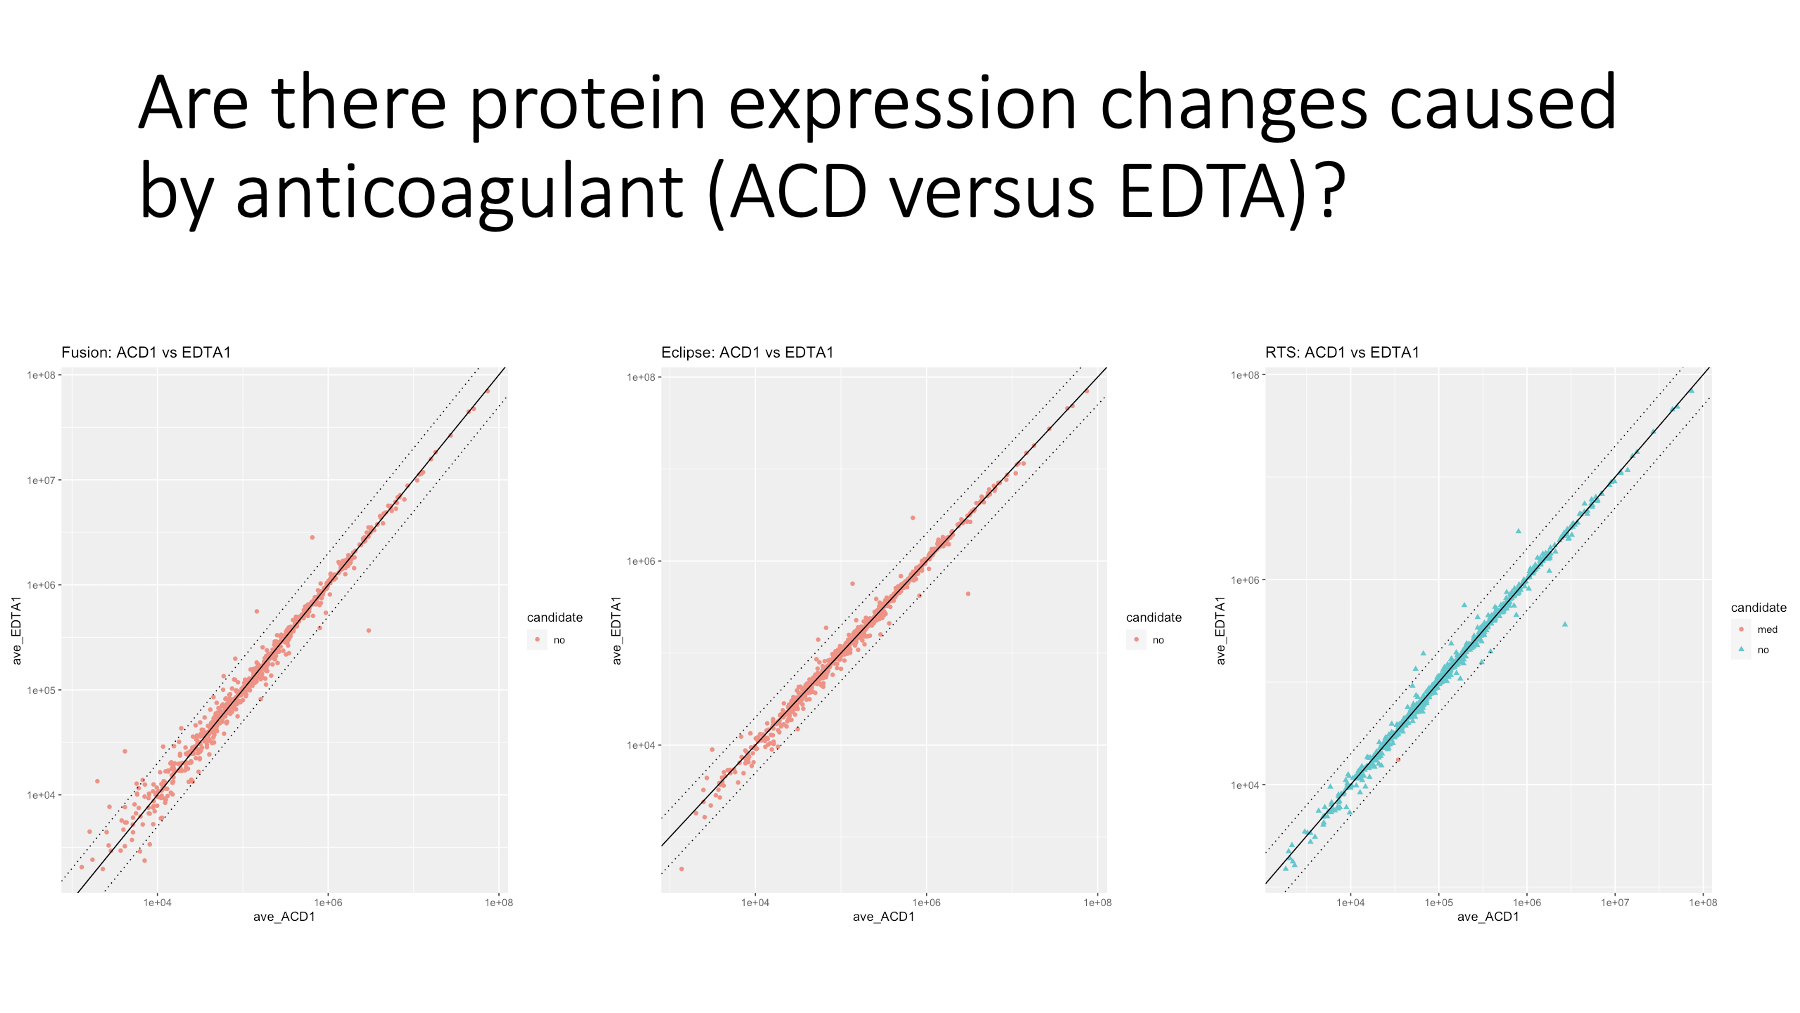 Are there protein expression changes caused
by anticoagulant (ACD versus EDTA)?
Fusion: ACD1 vs EDTA1
1e+08
1e+07
1e+06
1e+05
1e+04
ave_EDTA1
1e+04
1e+06
1e+08
ave_ACD1
candidate
no
Eclipse: ACD1 vs EDTA1
1e+08
1e+06
1e+04
ave_EDTA1
1e+04
1e+06
1e+08
ave_ACD1
candidate
no
RTS: ACD1 vs EDTA1
1e+08
1e+06
1e+04
ave_EDTA1
1e+04
1e+05
1e+06
1e+07
1e+08
ave_ACD1
candidate
med
no